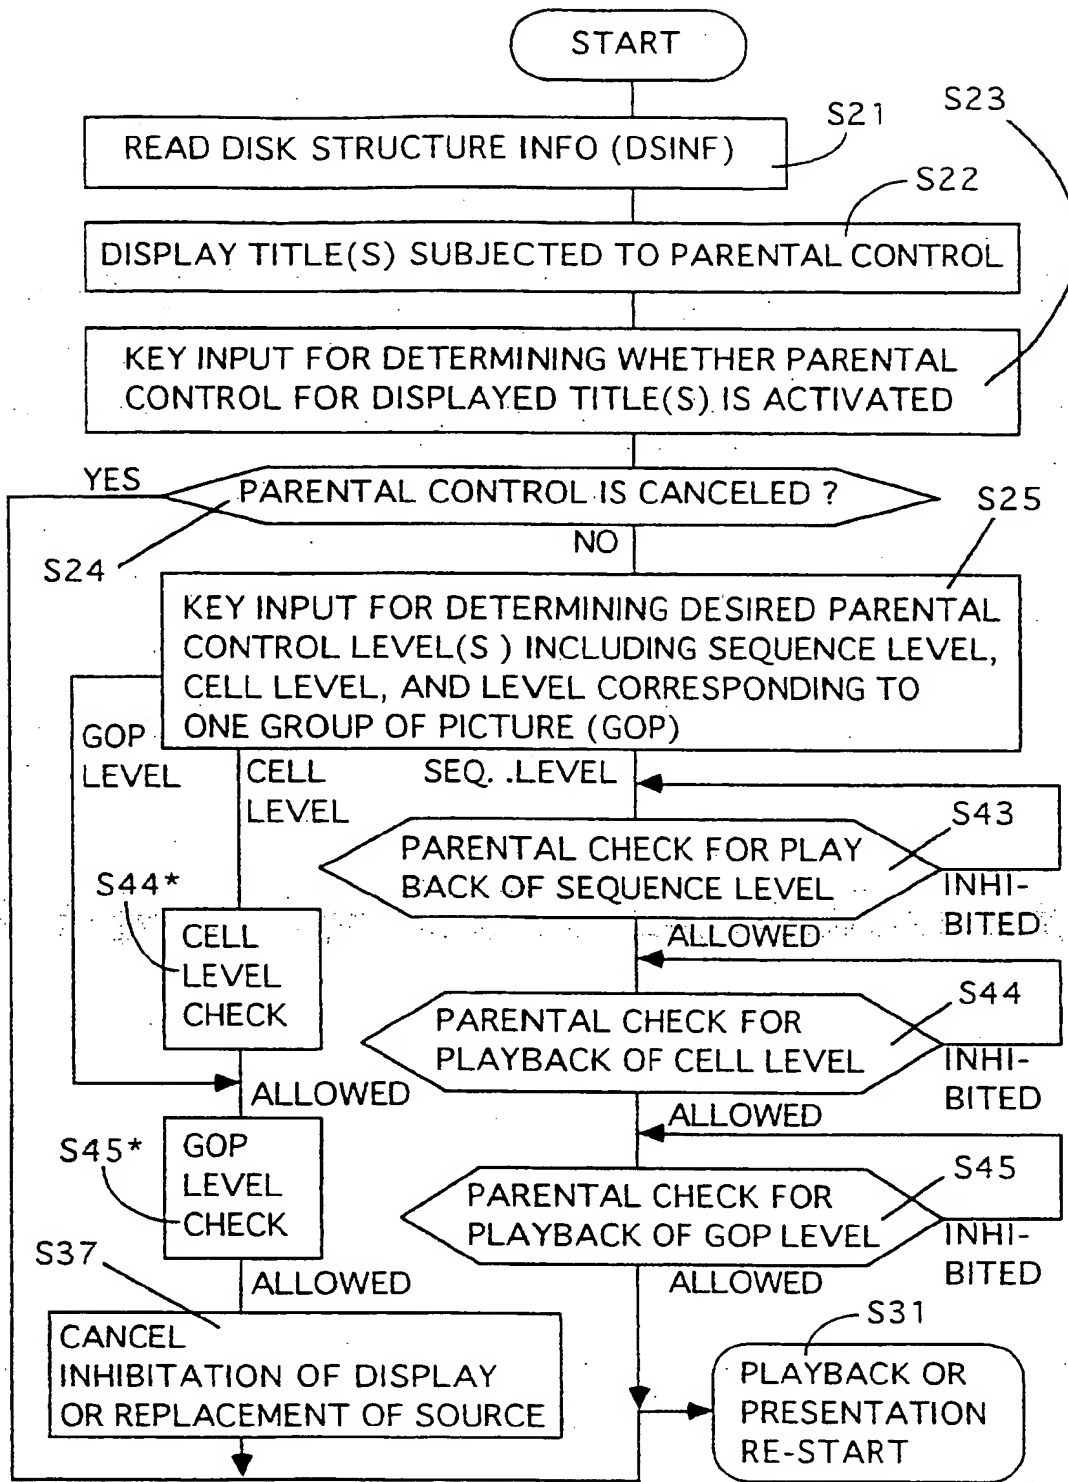 START
S23
S21
READ DISK STRUCTURE INFO (DSINF)
S22
DISPLAY TITLE(S) SUBJECTED TO PARENTAL CONTROL
KEY INPUT FOR DETERMINING WHETHER PARENTAL
CONTROL FOR DISPLAYED TITLE(S) IS ACTIVATED
YES
PARENTAL CONTROL IS CANCELED ?
S25
NO
S24
KEY INPUT FOR DETERMINING DESIRED PARENTAL
CONTROL LEVEL(S ) INCLUDING SEQUENCE LEVEL,
CELL LEVEL, AND LEVEL CORRESPONDING TO
ONE GROUP OF PICTURE (GOP)
GOP
LEVEL
CELL
LEVEL
SEQ. .LEVEL
S43
PARENTAL CHECK FOR PLAY
BACK OF SEQUENCE LEVEL
INHI-
BITED
ALLOWED
S44*
CELL
LEVEL
CHECK
S44
PARENTAL CHECK FOR
PLAYBACK OF CELL LEVEL
INHI-
BITED
ALLOWED
ALLOWED
S45*
GOP
LEVEL
CHECK
S45
PARENTAL CHECK FOR
PLAYBACK OF GOP LEVEL
INHI-
BITED
ALLOWED
S37
ALLOWED
CANCEL
INHIBITATION OF DISPLAY
OR REPLACEMENT OF SOURCE
S31
PLAYBACK OR
PRESENTATION
RE-START